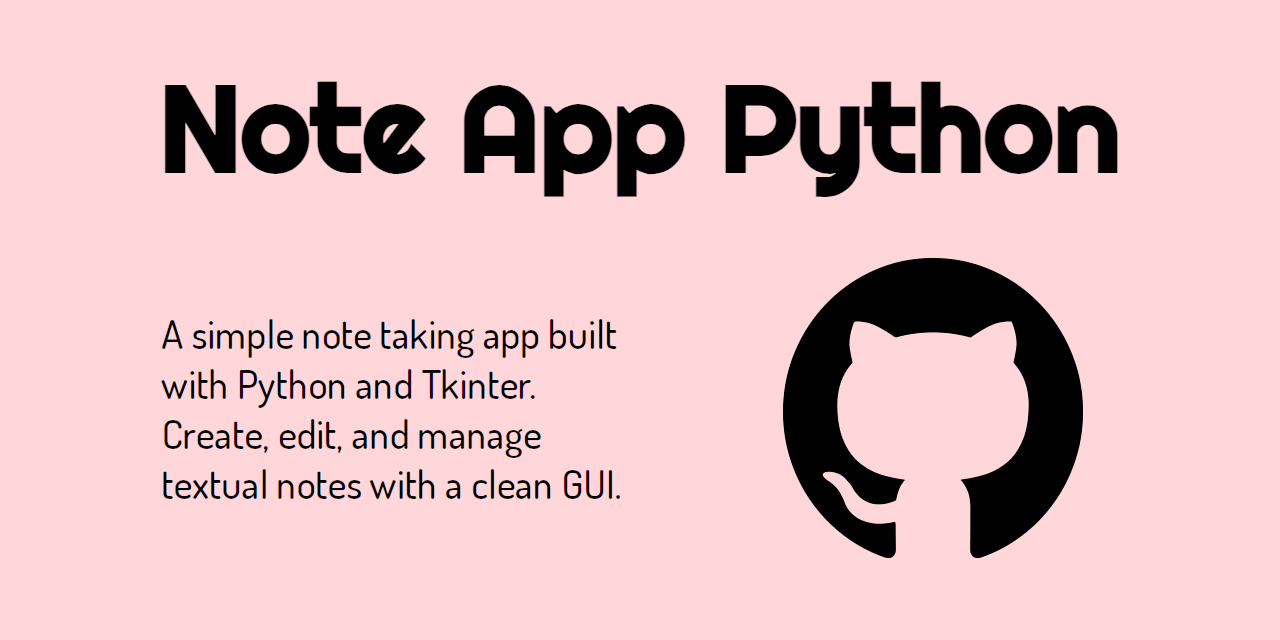 Note App Python
A simple note taking app built
with Python and Tkinter.
Create, edit, and manage
textual notes with a clean GUI.